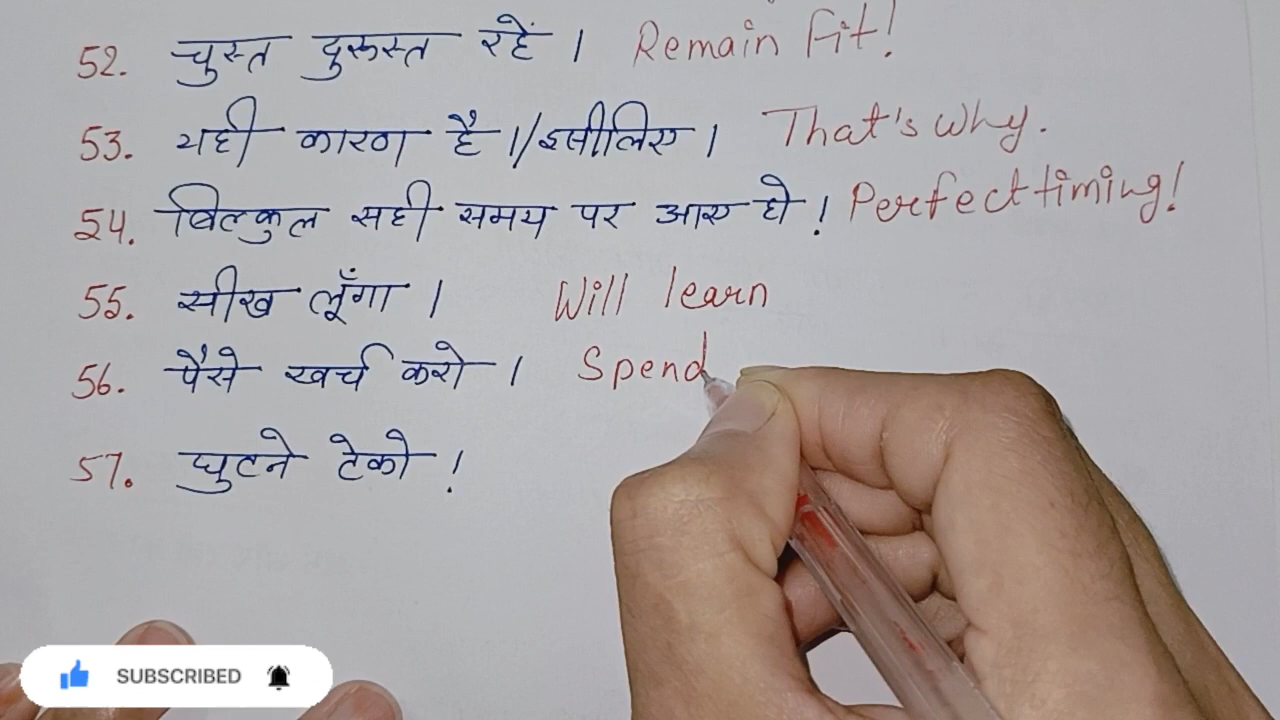 52. चुस्त दुरूस्त रहें । Remain Fit!
53. यही कारण है ।/इसीलिए । That's Why.
54. बिल्कुल सही समय पर आए हो ! Perfect timing!
55. सीख लूँगा । Will learn
56. पैसे खर्च करो । Spend
57. घुटने टेको !
SUBSCRIBED